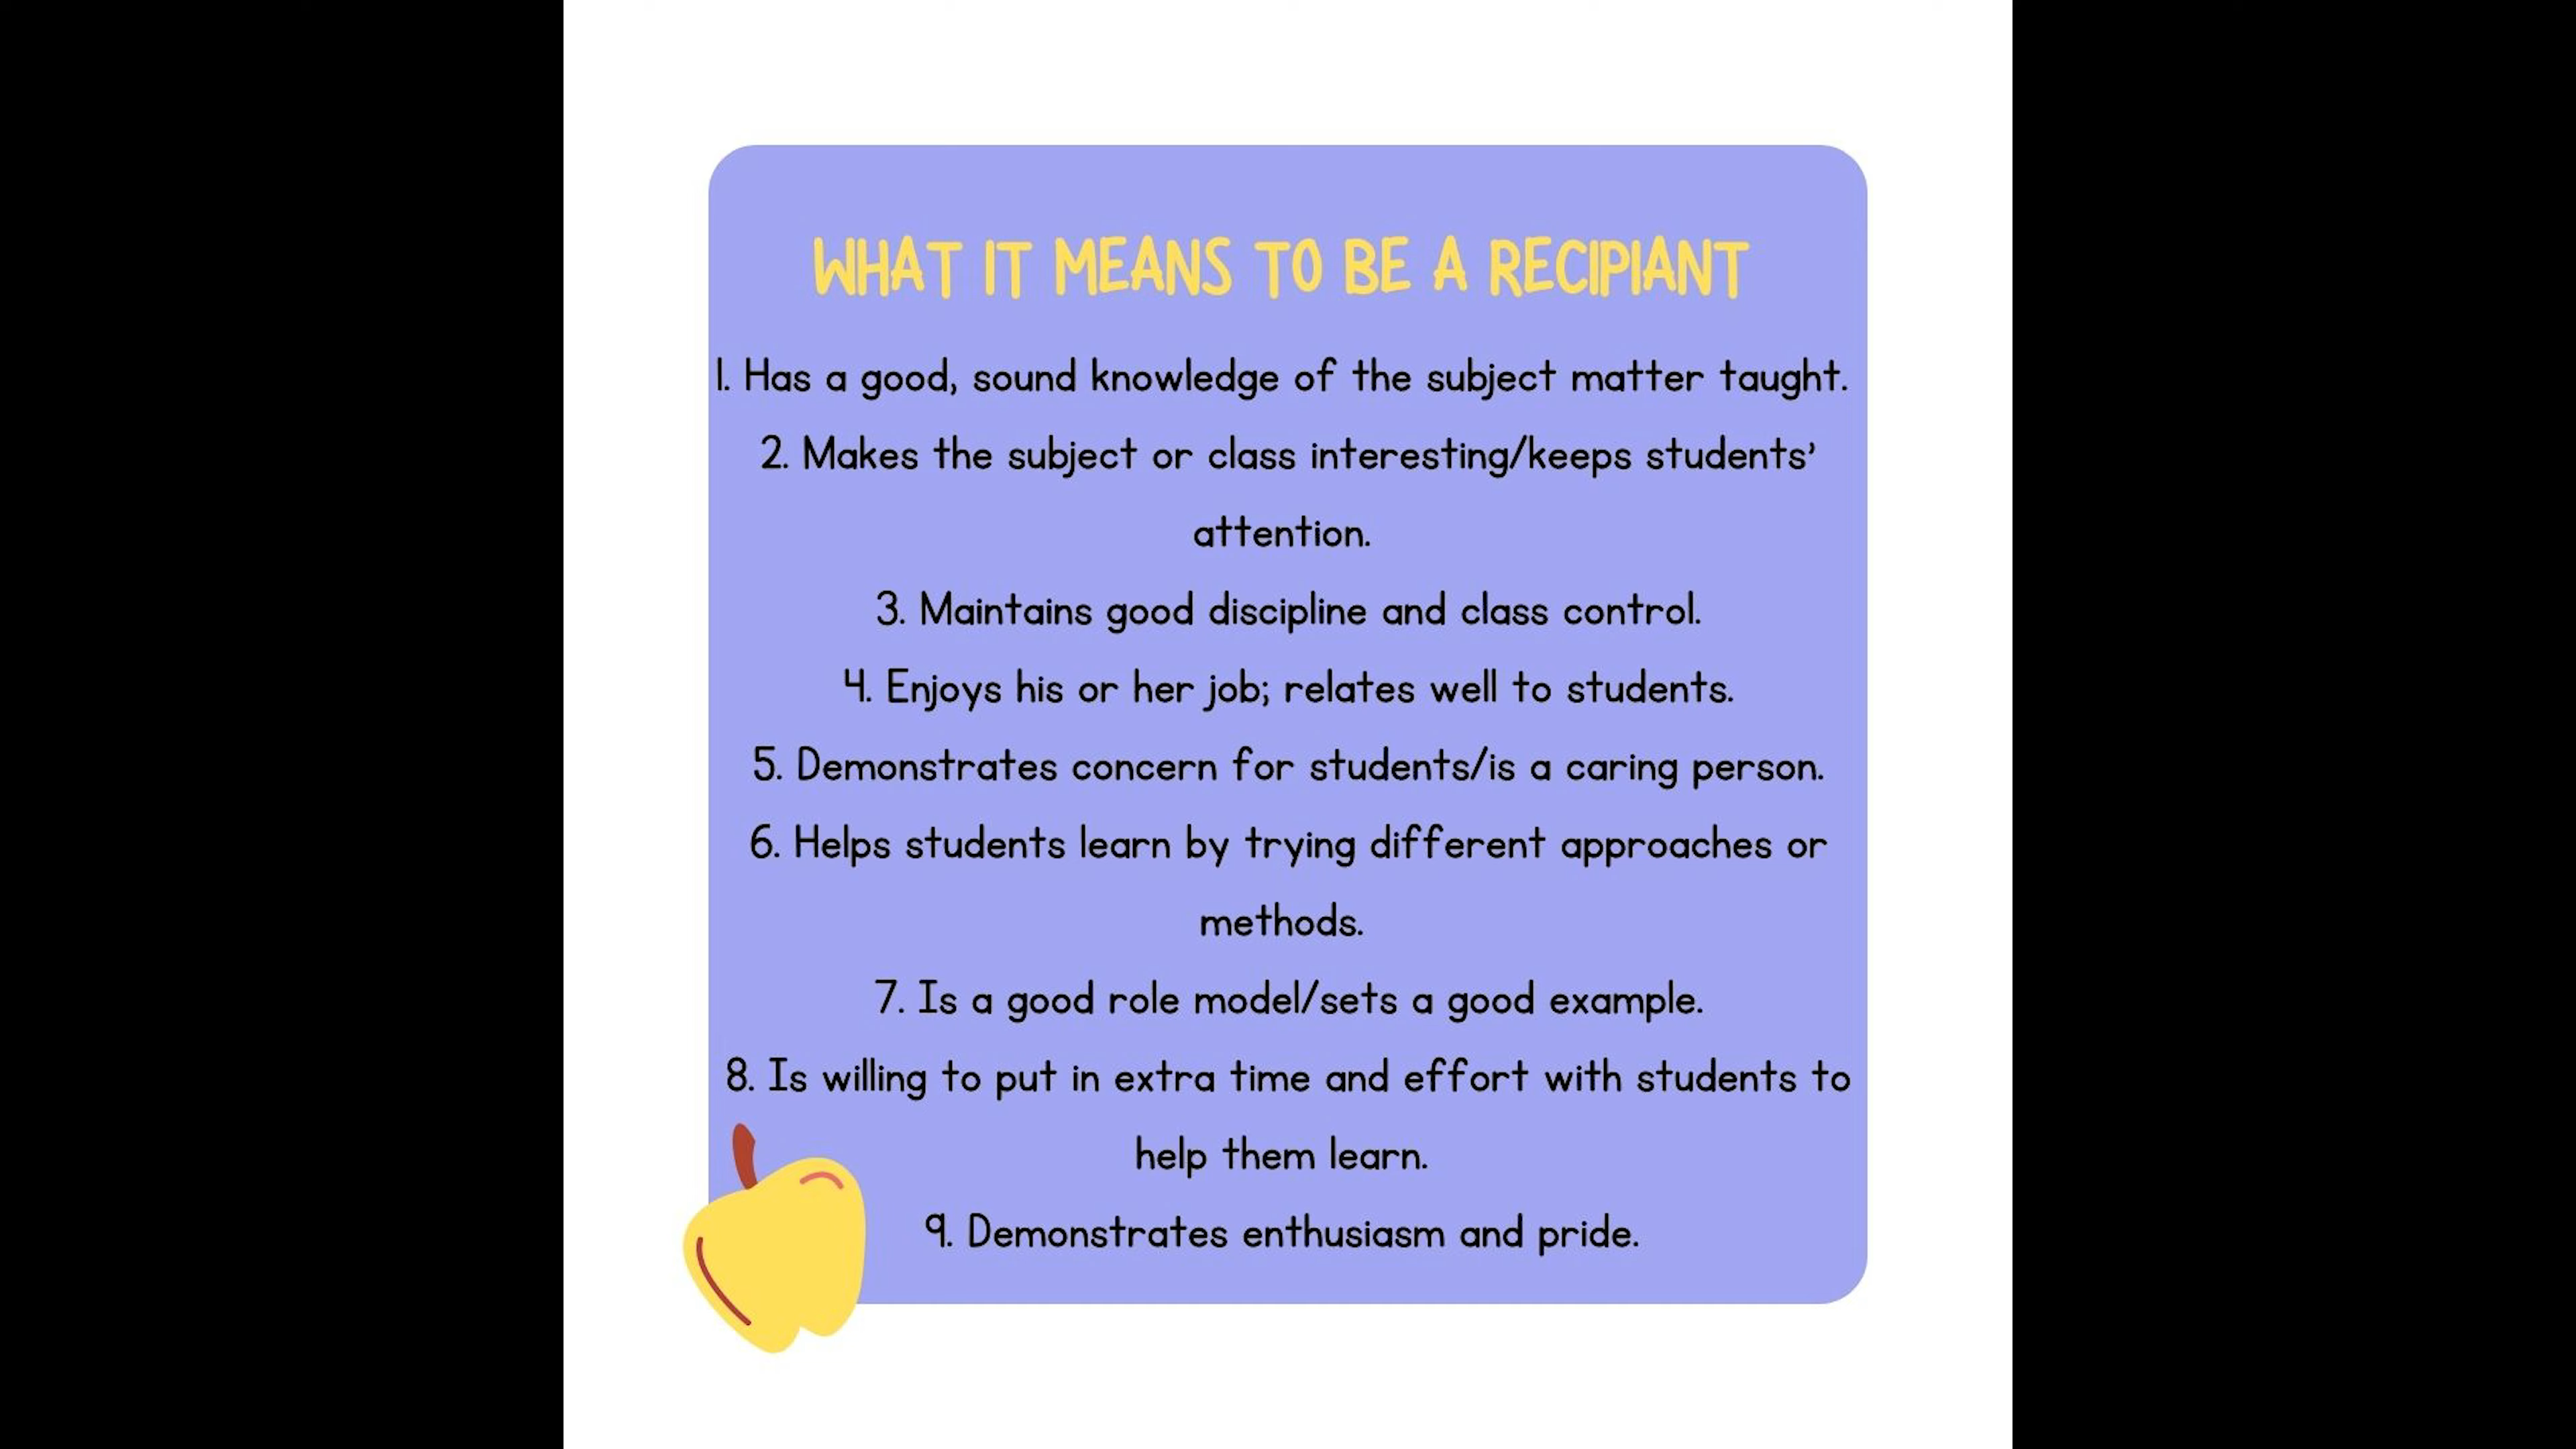 WHAT IT MEANS TO BE A RECIPIANT
1. Has a good, sound knowledge of the subject matter taught.
2. Makes the subject or class interesting/keeps students'
attention.
3. Maintains good discipline and class control.
4. Enjoys his or her job; relates well to students.
5. Demonstrates concern for students/is a caring person.
6. Helps students learn by trying different approaches or
methods.
7. Is a good role model/sets a good example.
8. Is willing to put in extra time and effort with students to
help them learn.
9. Demonstrates enthusiasm and pride.